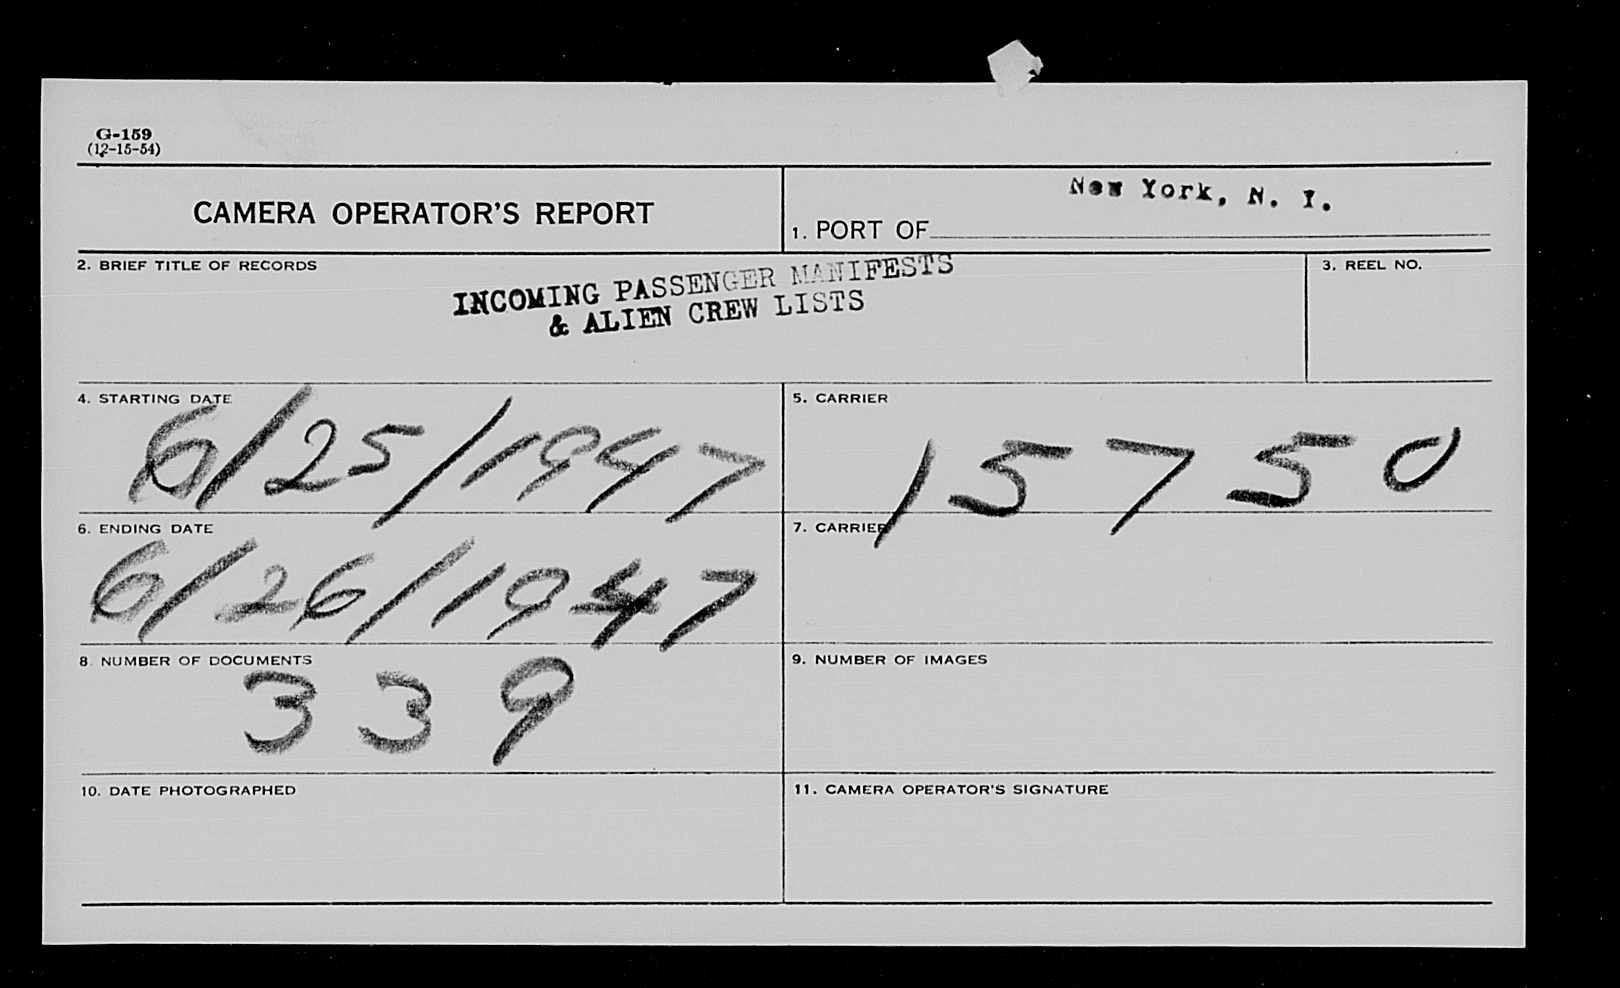 G-159
(12-15-54)
CAMERA OPERATOR'S REPORT
New York, N. Y.
1. PORT OF
2. BRIEF TITLE OF RECORDS
INCOMING PASSENGER MANIFESTS
& ALIEN CREW LISTS
3. REEL NO.
4. STARTING DATE
6/25/1947
5. CARRIER
15750
6. ENDING DATE
6/26/1947
7. CARRIER
8. NUMBER OF DOCUMENTS
339
9. NUMBER OF IMAGES
10. DATE PHOTOGRAPHED
11. CAMERA OPERATOR'S SIGNATURE